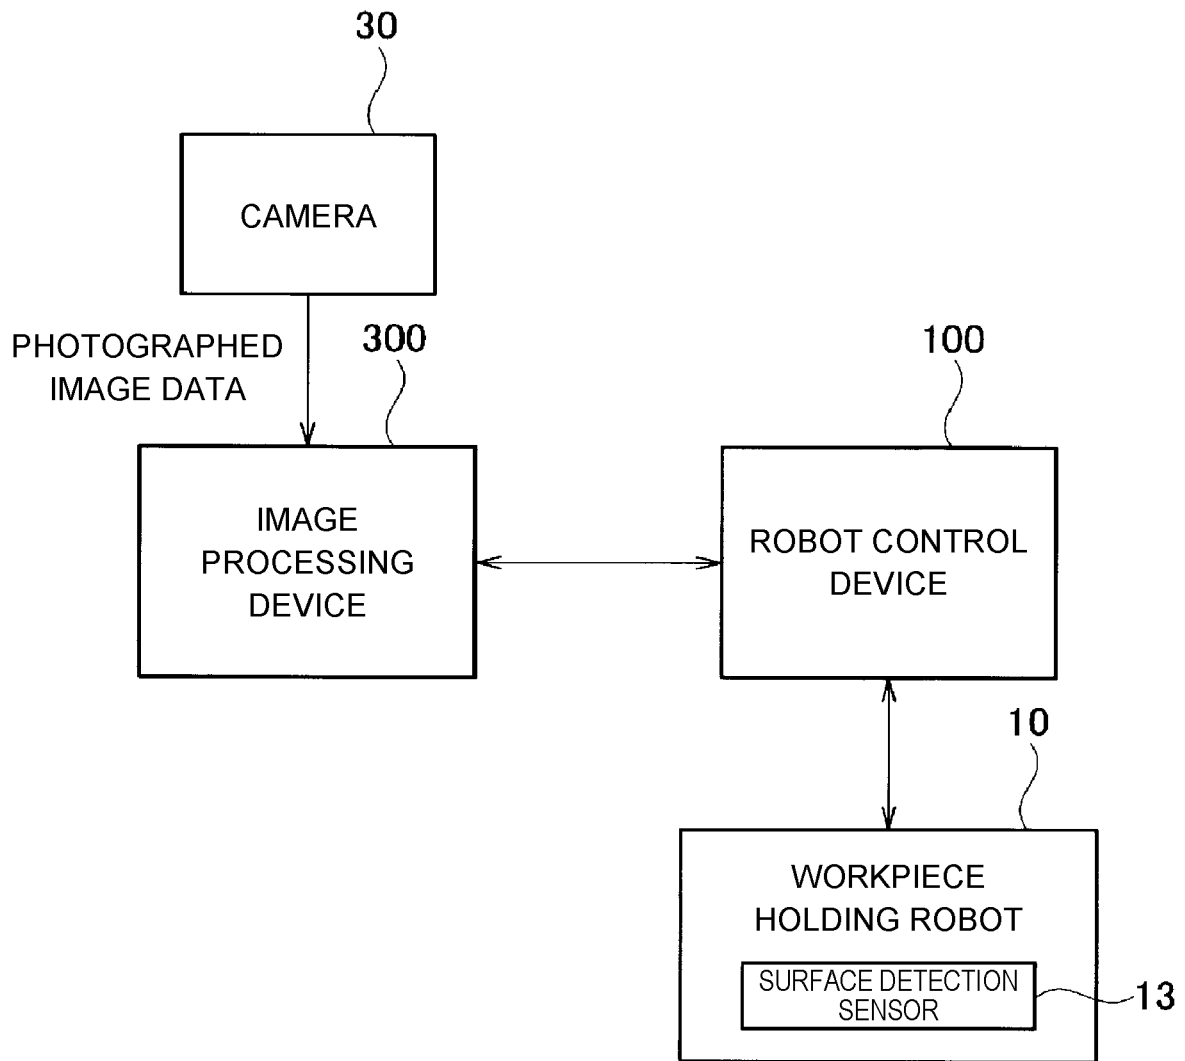 30
CAMERA
PHOTOGRAPHED
IMAGE DATA
300
100
IMAGE
PROCESSING
DEVICE
ROBOT CONTROL
DEVICE
10
WORKPIECE
HOLDING ROBOT
SURFACE DETECTION
SENSOR
13